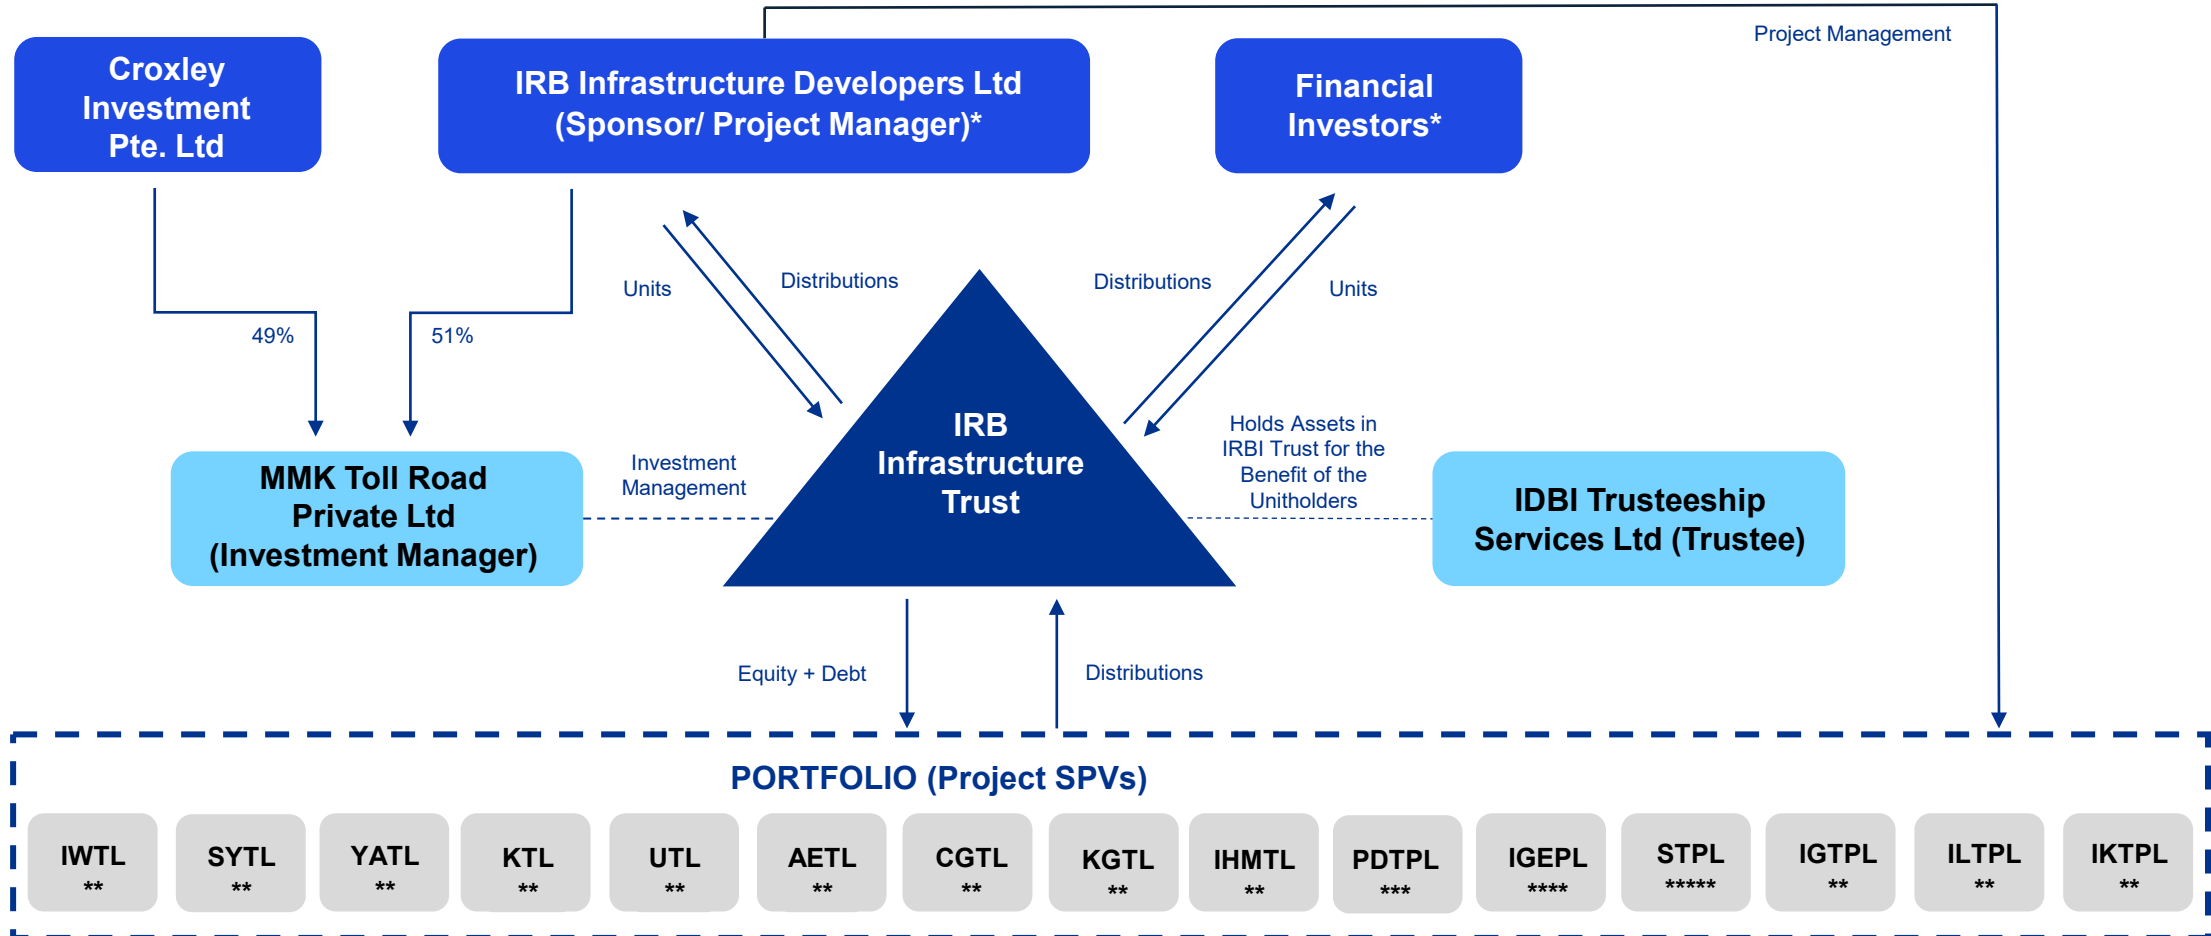 Project Management
Croxley
Investment
Pte. Ltd
IRB Infrastructure Developers Ltd
(Sponsor/ Project Manager)*
Financial
Investors*
Units
Distributions
Distributions
Units
49%
51%
MMK Toll Road
Private Ltd
(Investment Manager)
Investment
Management
IRB
Infrastructure
Trust
Holds Assets in
IRBI Trust for the
Benefit of the
Unitholders
IDBI Trusteeship
Services Ltd (Trustee)
Equity + Debt
Distributions
PORTFOLIO (Project SPVs)
IWTL
**
SYTL
**
YATL
**
KTL
**
UTL
**
AETL
**
CGTL
**
KGTL
**
IHMTL
**
PDTPL
***
IGEPL
****
STPL
*****
IGTPL
**
ILTPL
**
IKTPL
**